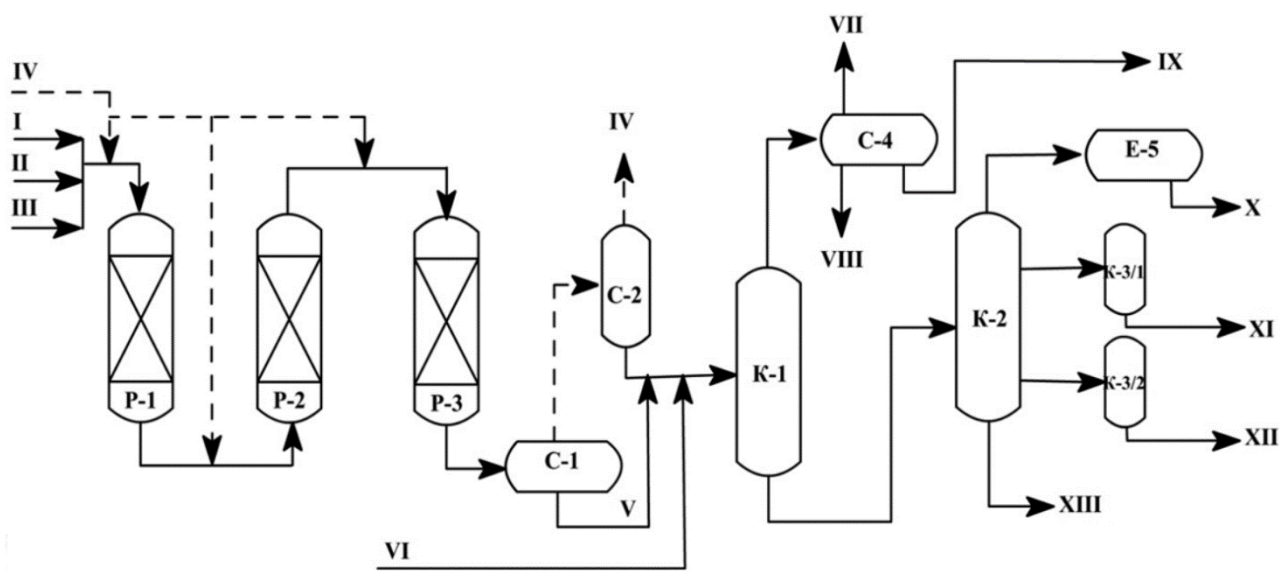 VII
IV
IX
I
IV
С-4
Е-5
II
III
X
VIII
С-2
К-3/1
К-2
XI
К-1
К-3/2
Р-1
Р-2
Р-3
XII
С-1
V
XIII
VI